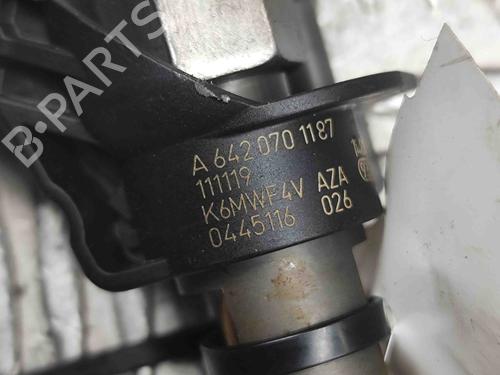 A 642 070 1187
111119
K6MWF4V AZA
0445116 026
B-PARTS